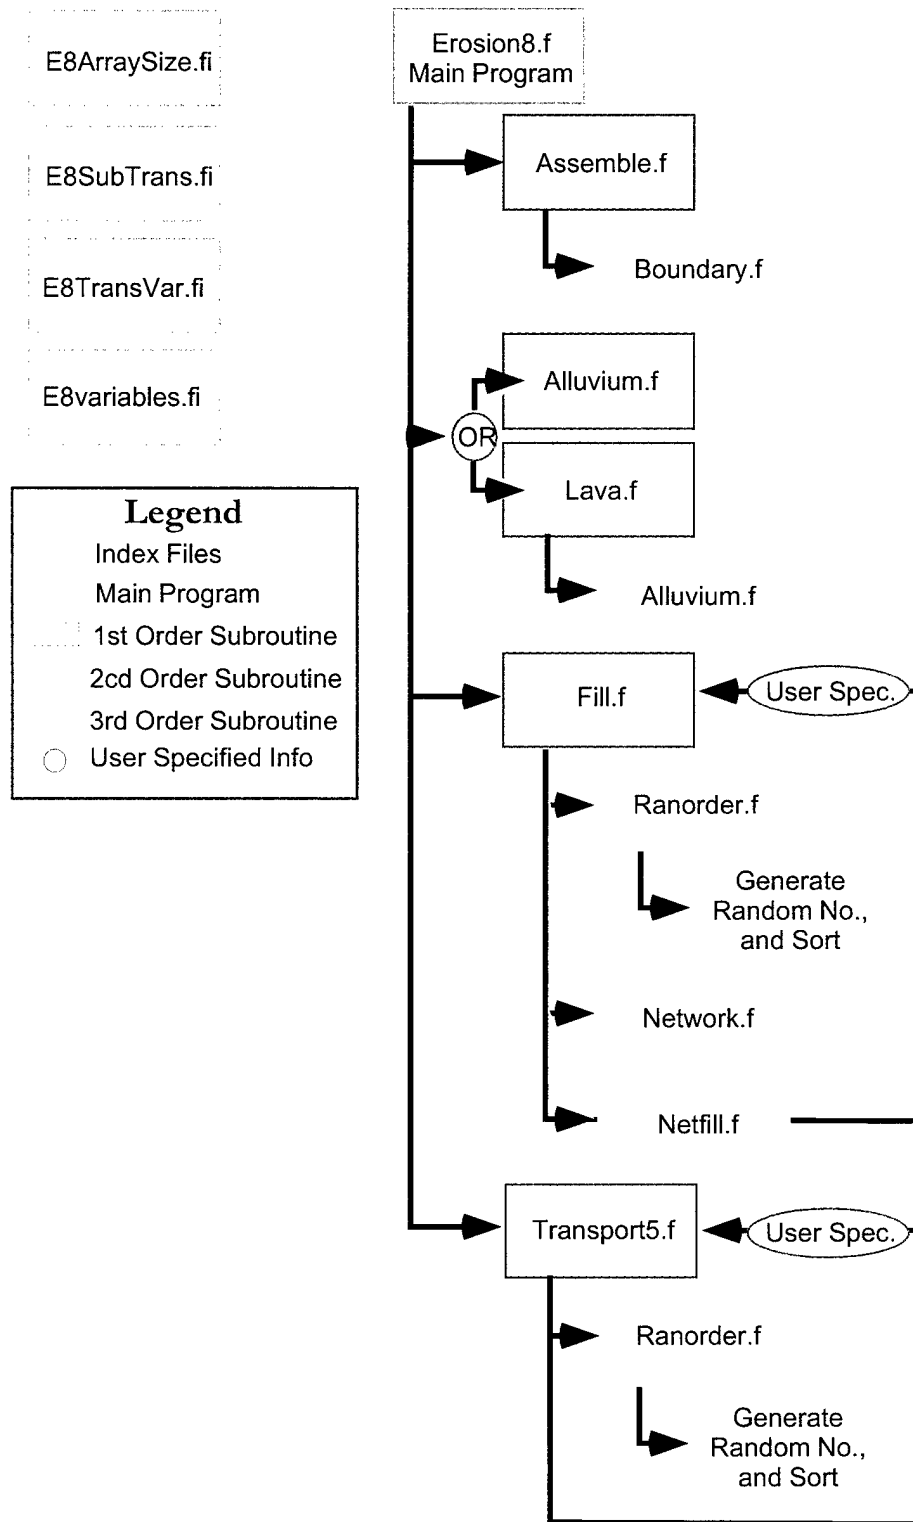 E8ArraySize.fi
E8SubTrans.fi
E8TransVar.fi
E8variables.fi
Legend
Index Files
Main Program
1st Order Subroutine
2cd Order Subroutine
3rd Order Subroutine
User Specified Info
Erosion8.f
Main Program
Assemble.f
Boundary.f
Alluvium.f
OR
Lava.f
Alluvium.f
Fill.f
User Spec.
Ranorder.f
Generate
Random No.,
and Sort
Network.f
Netfill.f
Transport5.f
User Spec.
Ranorder.f
Generate
Random No.,
and Sort